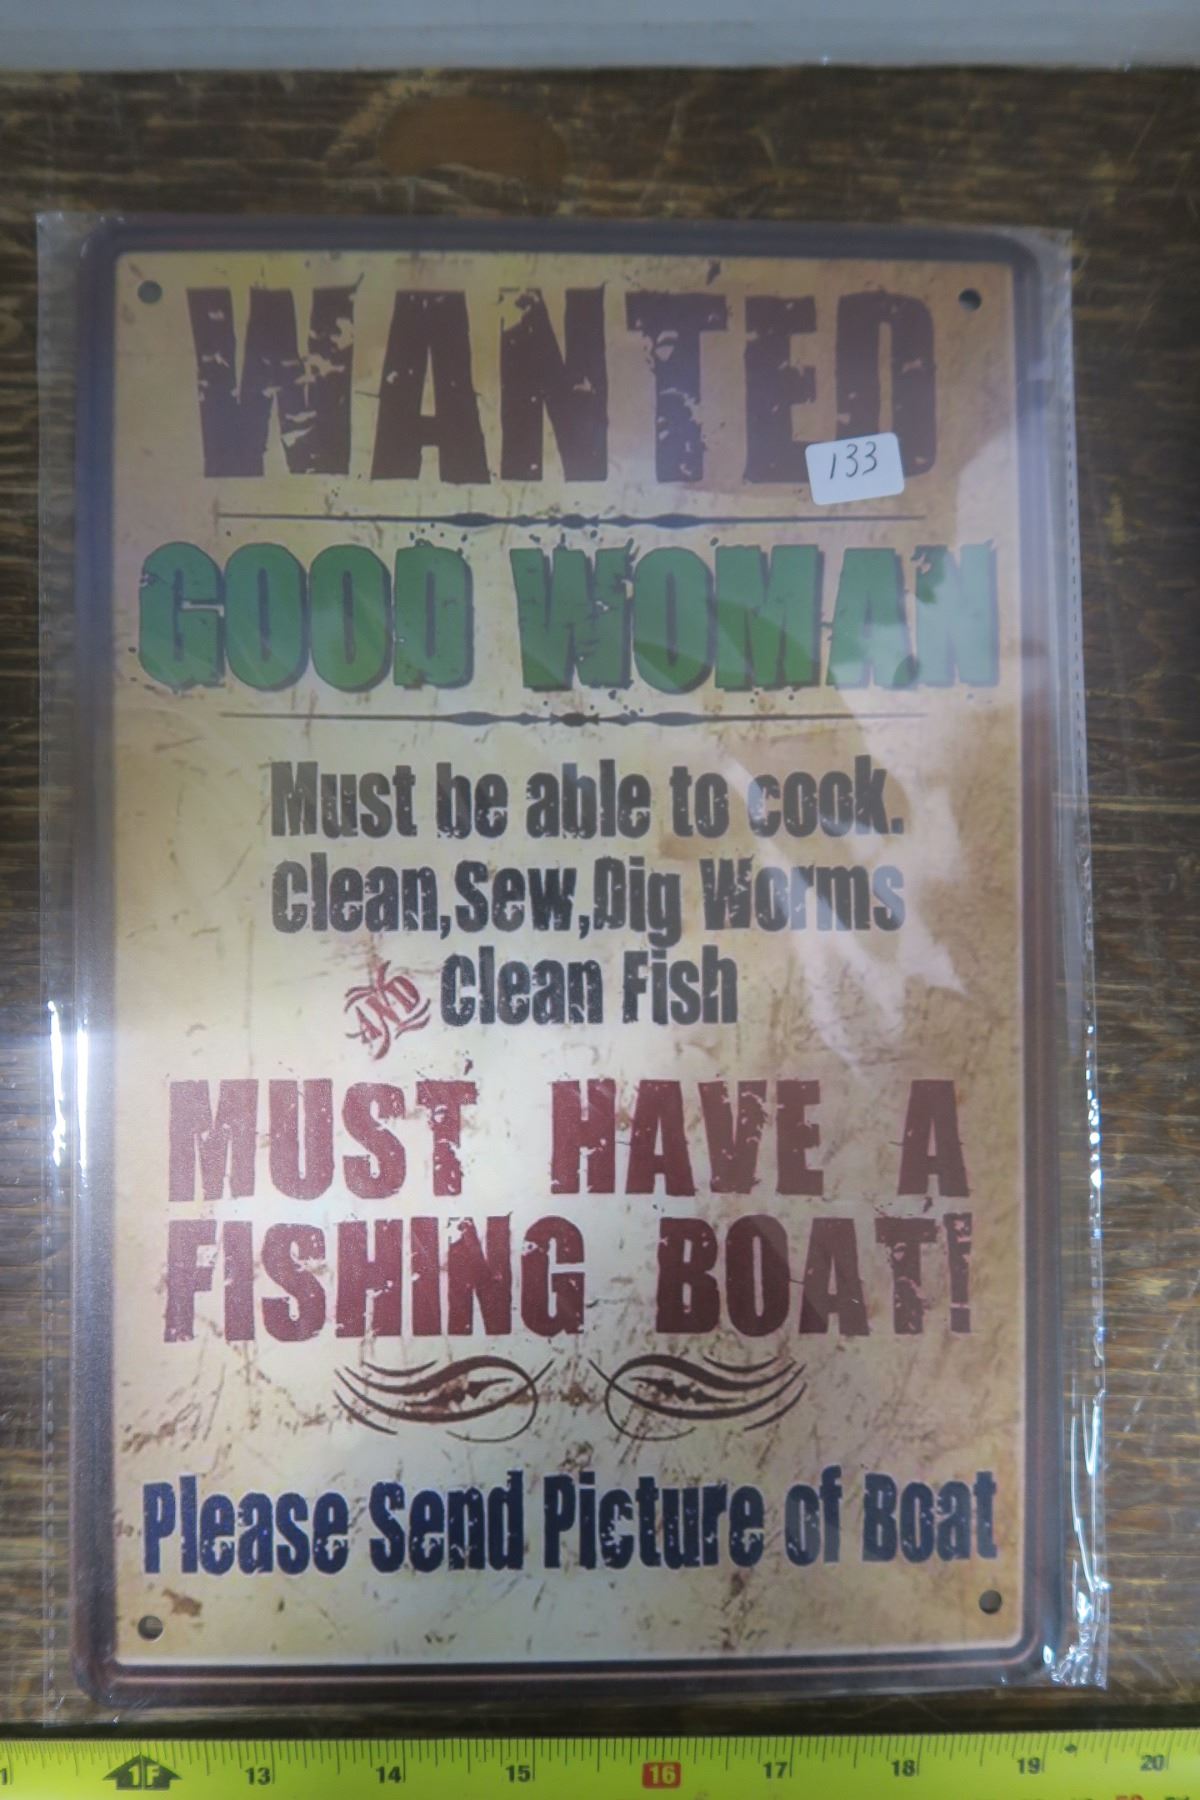 WANTED
133
GOOD WOMAN
Must be able to cook.
Clean,Sew,Dig Worms
AND Clean Fish
MUST HAVE A
FISHING BOAT!
Please Send Picture of Boat
1F 13 14 15 16 17 18 19 20